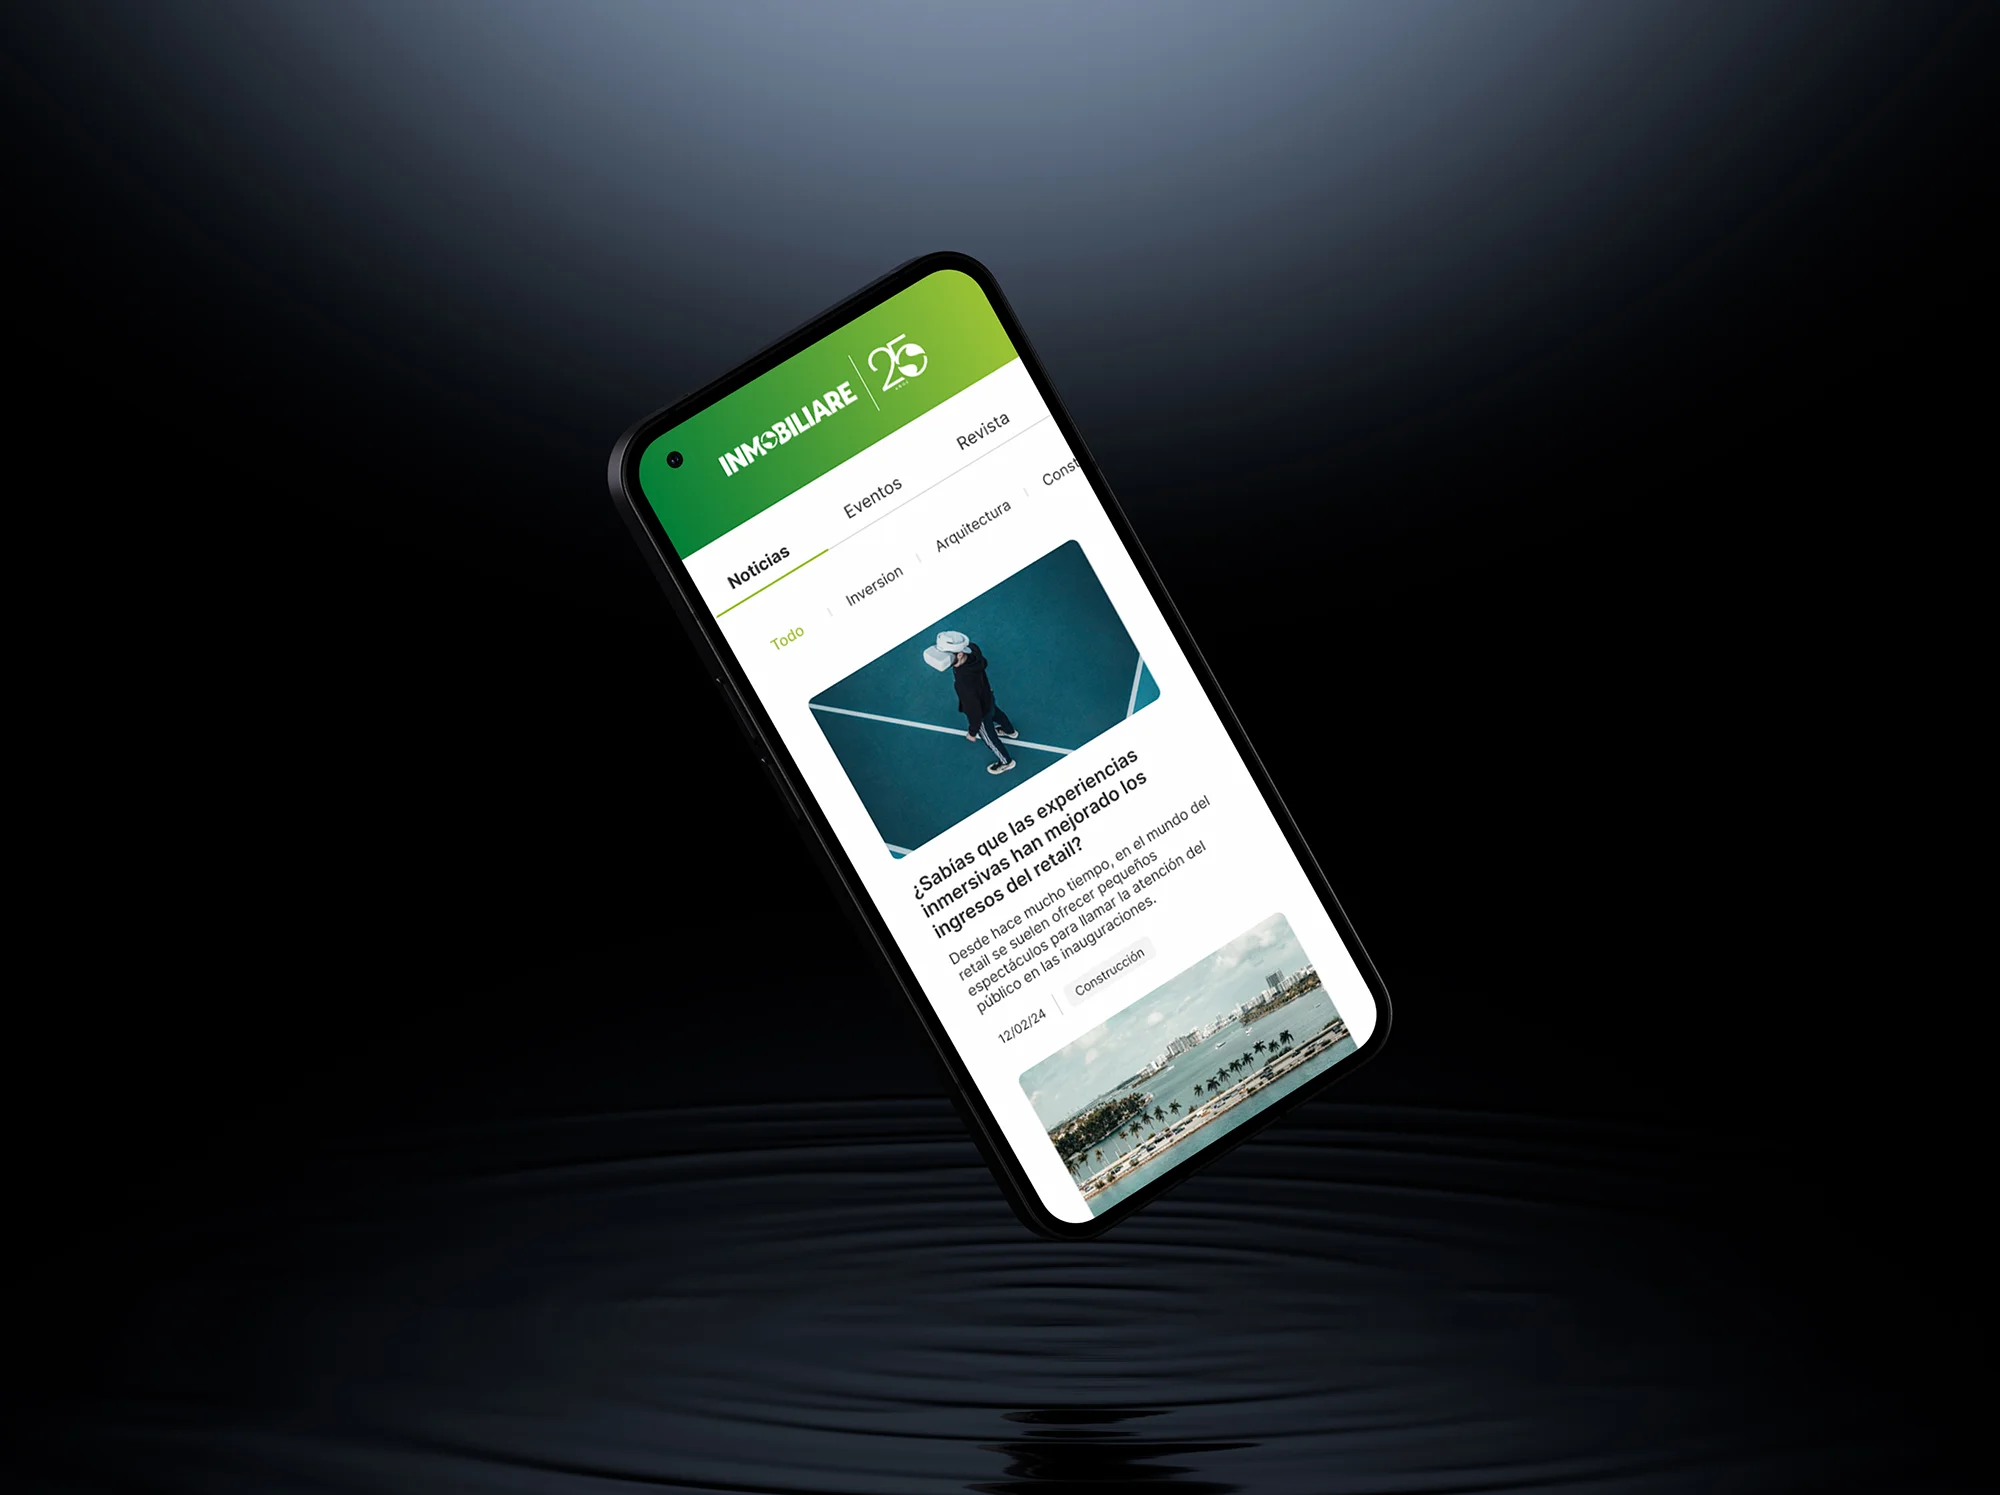 INMOBILIARE
25
AÑOS
Noticias
Eventos
Revista
Todo
Inversion
Arquitectura
Const
¿Sabías que las experiencias
inmersivas han mejorado los
ingresos del retail?
Desde hace mucho tiempo, en el mundo del
retail se suelen ofrecer pequeños
espectáculos para llamar la atención del
público en las inauguraciones.
12/02/24
Construcción